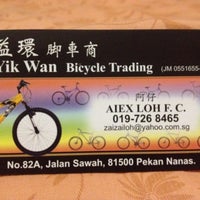 益環 脚車商
Yik Wan Bicycle Trading (JM 0551655-
阿仔
AIEX LOH F. C.
019-726 8465
zaizailoh@yahoo.com.sg
No.82A, Jalan Sawah, 81500 Pekan Nanas.